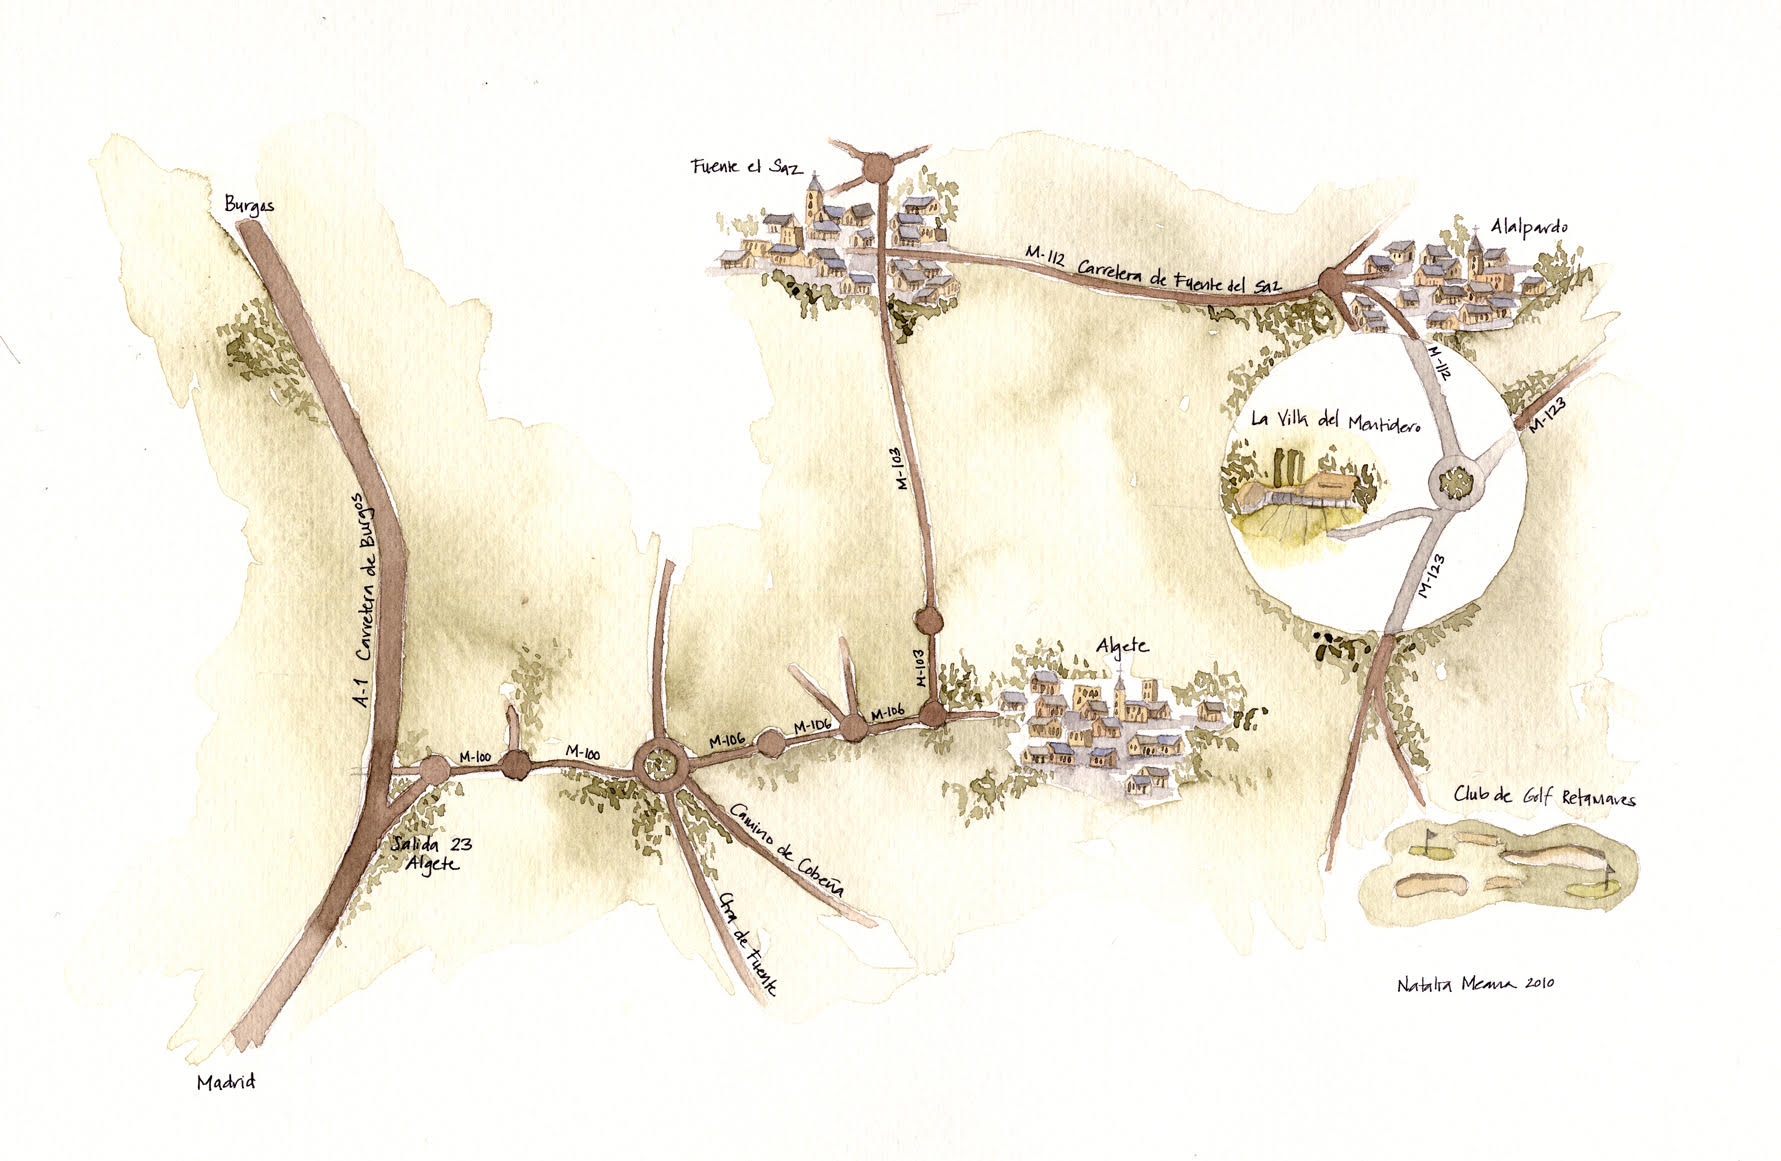 Fuente el Saz
Burgos
Alalpardo
M-112 Carretera de Fuente del Saz
M-112
M-123
La Villa del Mentidero
M-103
A-1 Carretera de Burgos
M-123
M-103
Algete
M-106
M-106
M-106
M-100
M-100
Club de Golf Retamares
Camino de Cobeña
Salida 23
Algete
Ctra de Fuente
Natalia Meana 2010
Madrid